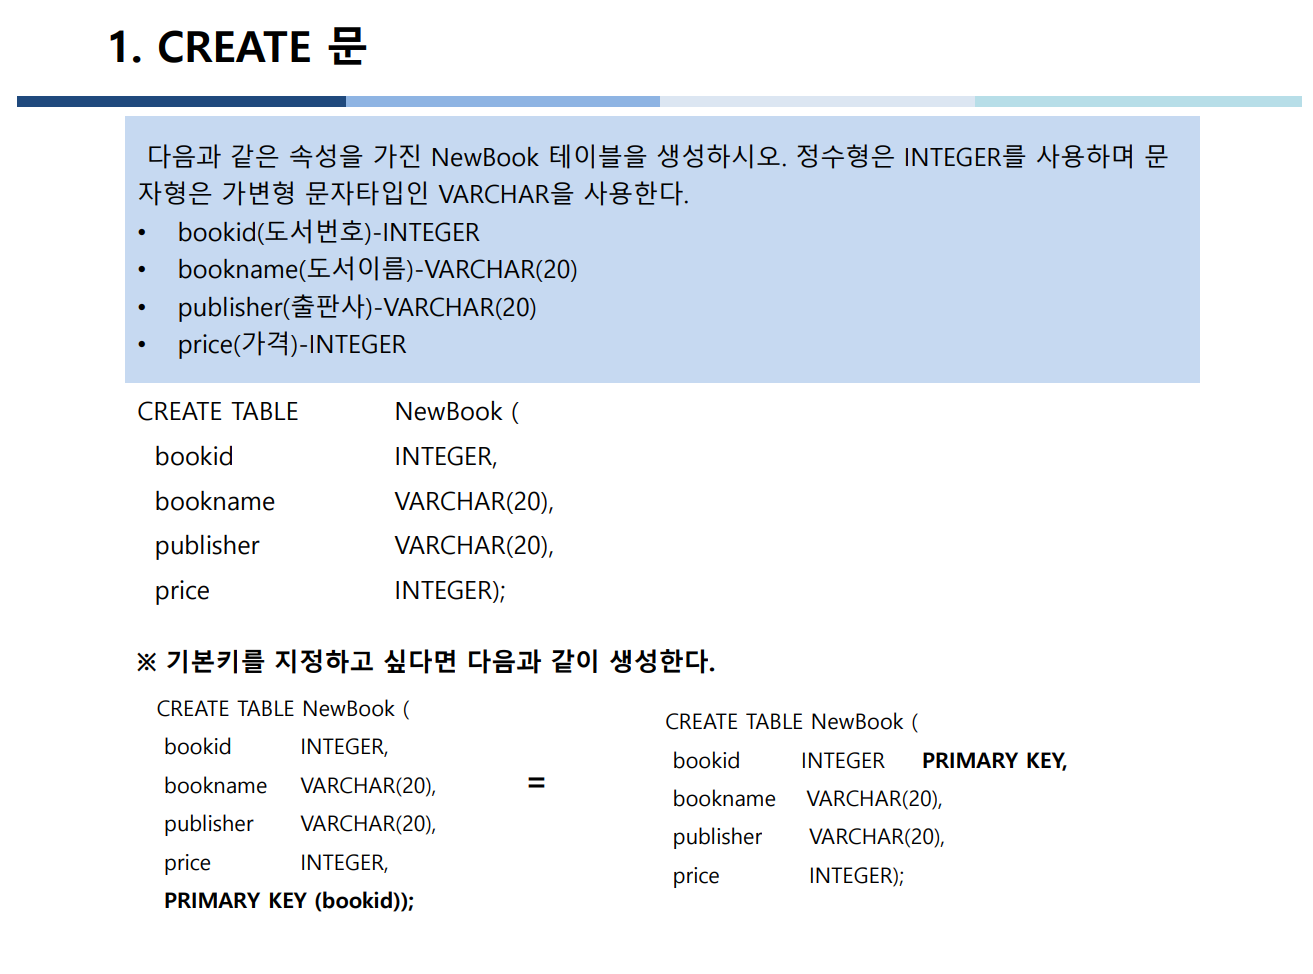 1. CREATE 문
다음과 같은 속성을 가진 NewBook 테이블을 생성하시오. 정수형은 INTEGER를 사용하며 문
자형은 가변형 문자타입인 VARCHAR을 사용한다.
• bookid(도서번호)-INTEGER
• bookname(도서이름)-VARCHAR(20)
• publisher(출판사)-VARCHAR(20)
• price(가격)-INTEGER
CREATE TABLE NewBook (
bookid INTEGER,
bookname VARCHAR(20),
publisher VARCHAR(20),
price INTEGER);
※ 기본키를 지정하고 싶다면 다음과 같이 생성한다.
CREATE TABLE NewBook (
bookid INTEGER,
bookname VARCHAR(20),
publisher VARCHAR(20),
price INTEGER,
PRIMARY KEY (bookid));
=
CREATE TABLE NewBook (
bookid INTEGER PRIMARY KEY,
bookname VARCHAR(20),
publisher VARCHAR(20),
price INTEGER);